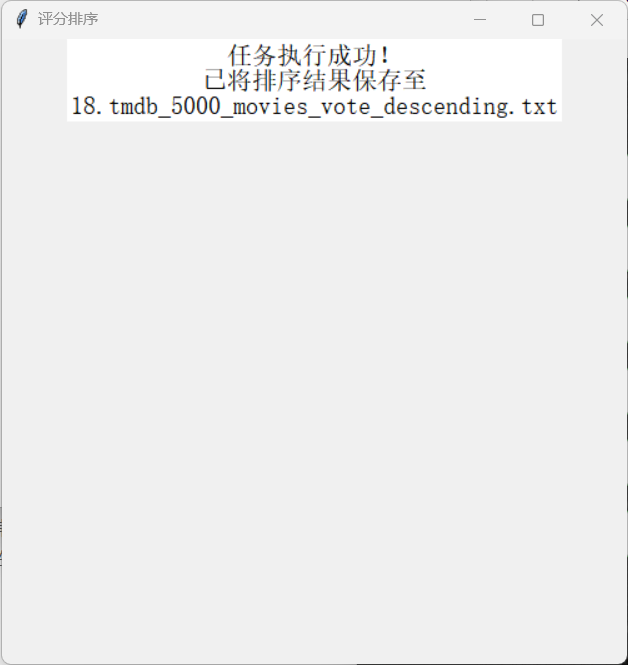 评分排序
任务执行成功！
已将排序结果保存至
18.tmdb_5000_movies_vote_descending.txt